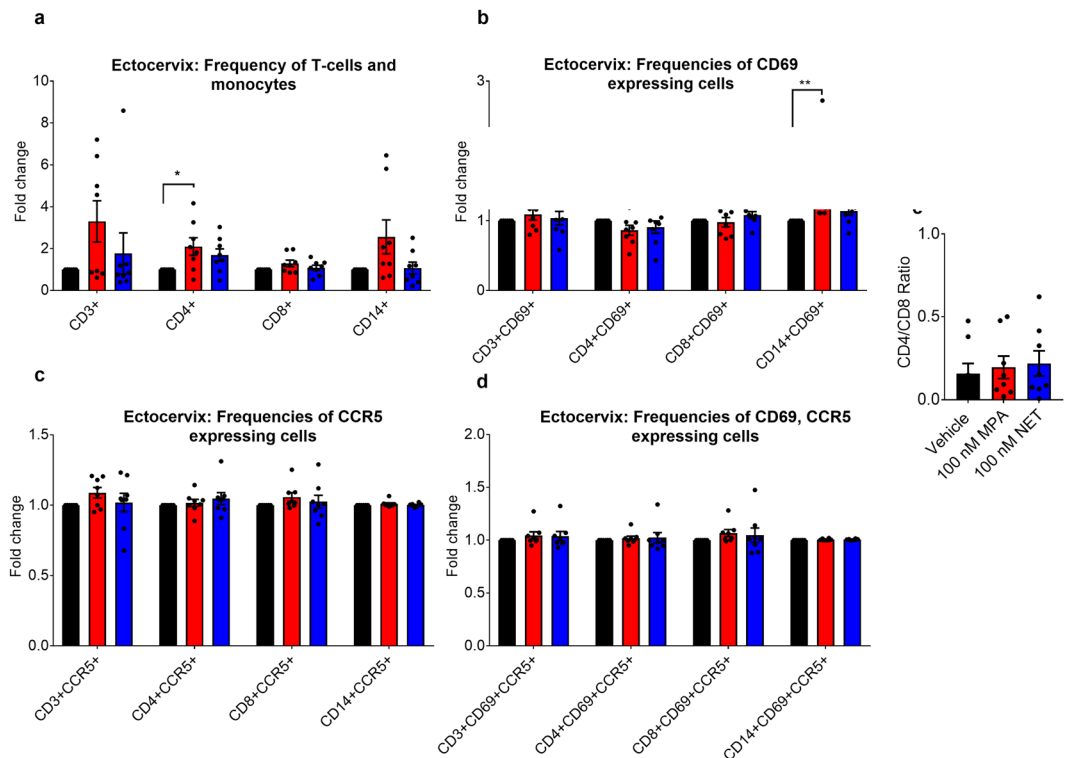 a
Ectocervix: Frequency of T-cells and
monocytes
Fold change
10
8
6
4
2
0
*
CD3+
CD4+
CD8+
CD14+
b
Ectocervix: Frequencies of CD69
expressing cells
Fold change
3
1
0
**
CD3+CD69+
CD4+CD69+
CD8+CD69+
CD14+CD69+
CD4/CD8 Ratio
1.0
0.5
0.0
Vehicle
100 nM MPA
100 nM NET
c
Ectocervix: Frequencies of CCR5
expressing cells
Fold change
1.5
1.0
0.5
0.0
CD3+CCR5+
CD4+CCR5+
CD8+CCR5+
CD14+CCR5+
d
Ectocervix: Frequencies of CD69, CCR5
expressing cells
Fold change
2.0
1.5
1.0
0.5
0.0
CD3+CD69+CCR5+
CD4+CD69+CCR5+
CD8+CD69+CCR5+
CD14+CD69+CCR5+